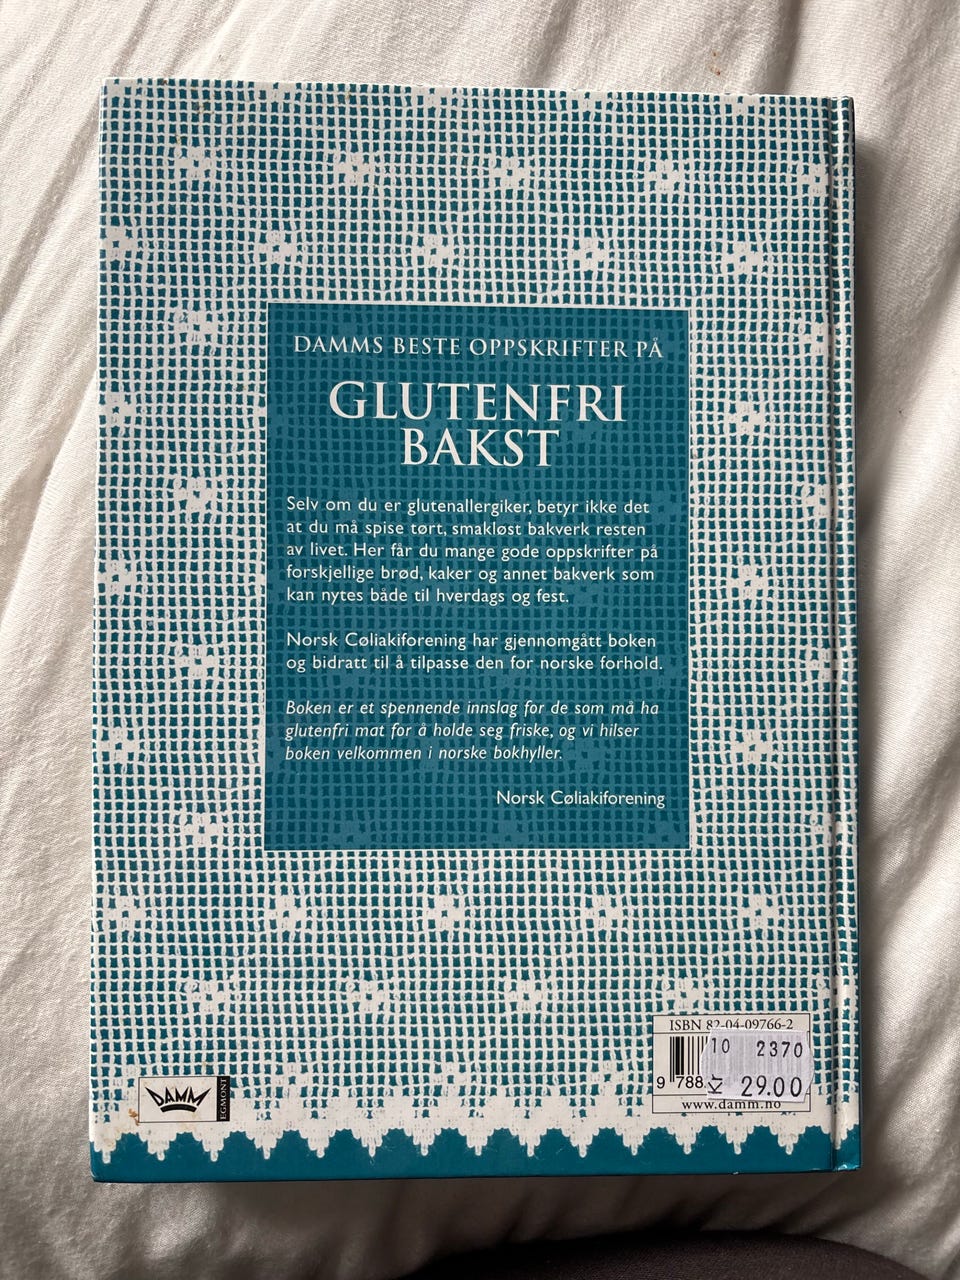 DAMMS BESTE OPPSKRIFTER PÅ
GLUTENFRI
BAKST
Selv om du er glutenallergiker, betyr ikke det
at du må spise tørt, smakløst bakverk resten
av livet. Her får du mange gode oppskrifter på
forskjellige brød, kaker og annet bakverk som
kan nytes både til hverdags og fest.
Norsk Cøliakiforening har gjennomgått boken
og bidratt til å tilpasse den for norske forhold.
Boken er et spennende innslag for de som må ha
glutenfri mat for å holde seg friske, og vi hilser
boken velkommen i norske bokhyller.
Norsk Cøliakiforening
ISBN 82-04-09766-2
10 2370
9 788
Kr 29.00
www.damm.no
DAMM
EGMONT